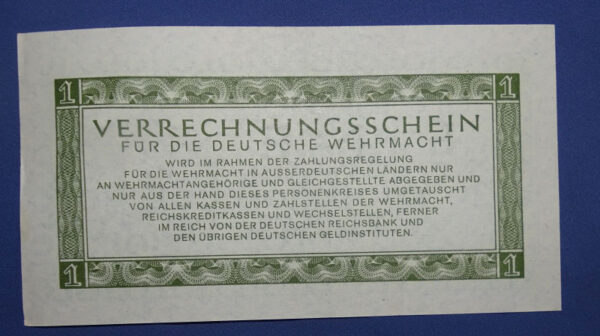 1 1
VERRECHNUNGSSCHEIN
FÜR DIE DEUTSCHE WEHRMACHT
WIRD IM RAHMEN DER ZAHLUNGSREGELUNG
FÜR DIE WEHRMACHT IN AUSSERDEUTSCHEN LÄNDERN NUR
AN WEHRMACHTANGEHÖRIGE UND GLEICHGESTELLTE ABGEGEBEN UND
NUR AUS DER HAND DIESES PERSONENKREISES UMGETAUSCHT
VON ALLEN KASSEN UND ZAHLSTELLEN DER WEHRMACHT,
REICHSKREDITKASSEN UND WECHSELSTELLEN, FERNER
IM REICH VON DER DEUTSCHEN REICHSBANK UND
DEN ÜBRIGEN DEUTSCHEN GELDINSTITUTEN.
1 1